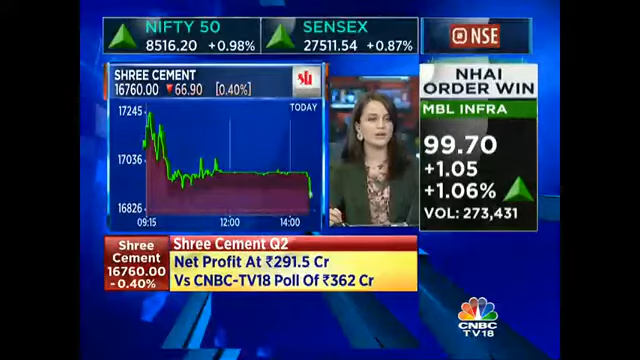 NIFTY 50
8516.20 +0.98%
SENSEX
27511.54 +0.87%
NSE
SHREE CEMENT
16760.00 66.90 [0.40%]
TODAY
17245
17036
16826
09:15 12:00 14:00
NHAI
ORDER WIN
MBL INFRA
99.70
+1.05
+1.06%
VOL: 273,431
Shree
Cement
16760.00
-0.40%
Shree Cement Q2
Net Profit At ₹291.5 Cr
Vs CNBC-TV18 Poll Of ₹362 Cr
CNBC
TV18